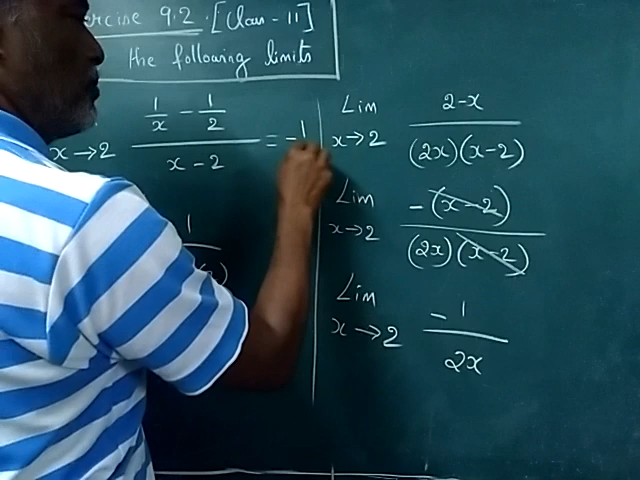 ercise 9.2 [Class - 11]
the following limits
x→2 (1/x - 1/2)/(x-2) = -1
1
Lim x→2 (2-x)/((2x)(x-2))
Lim x→2 -(x-2)/((2x)(x-2))
Lim x→2 -1/(2x)